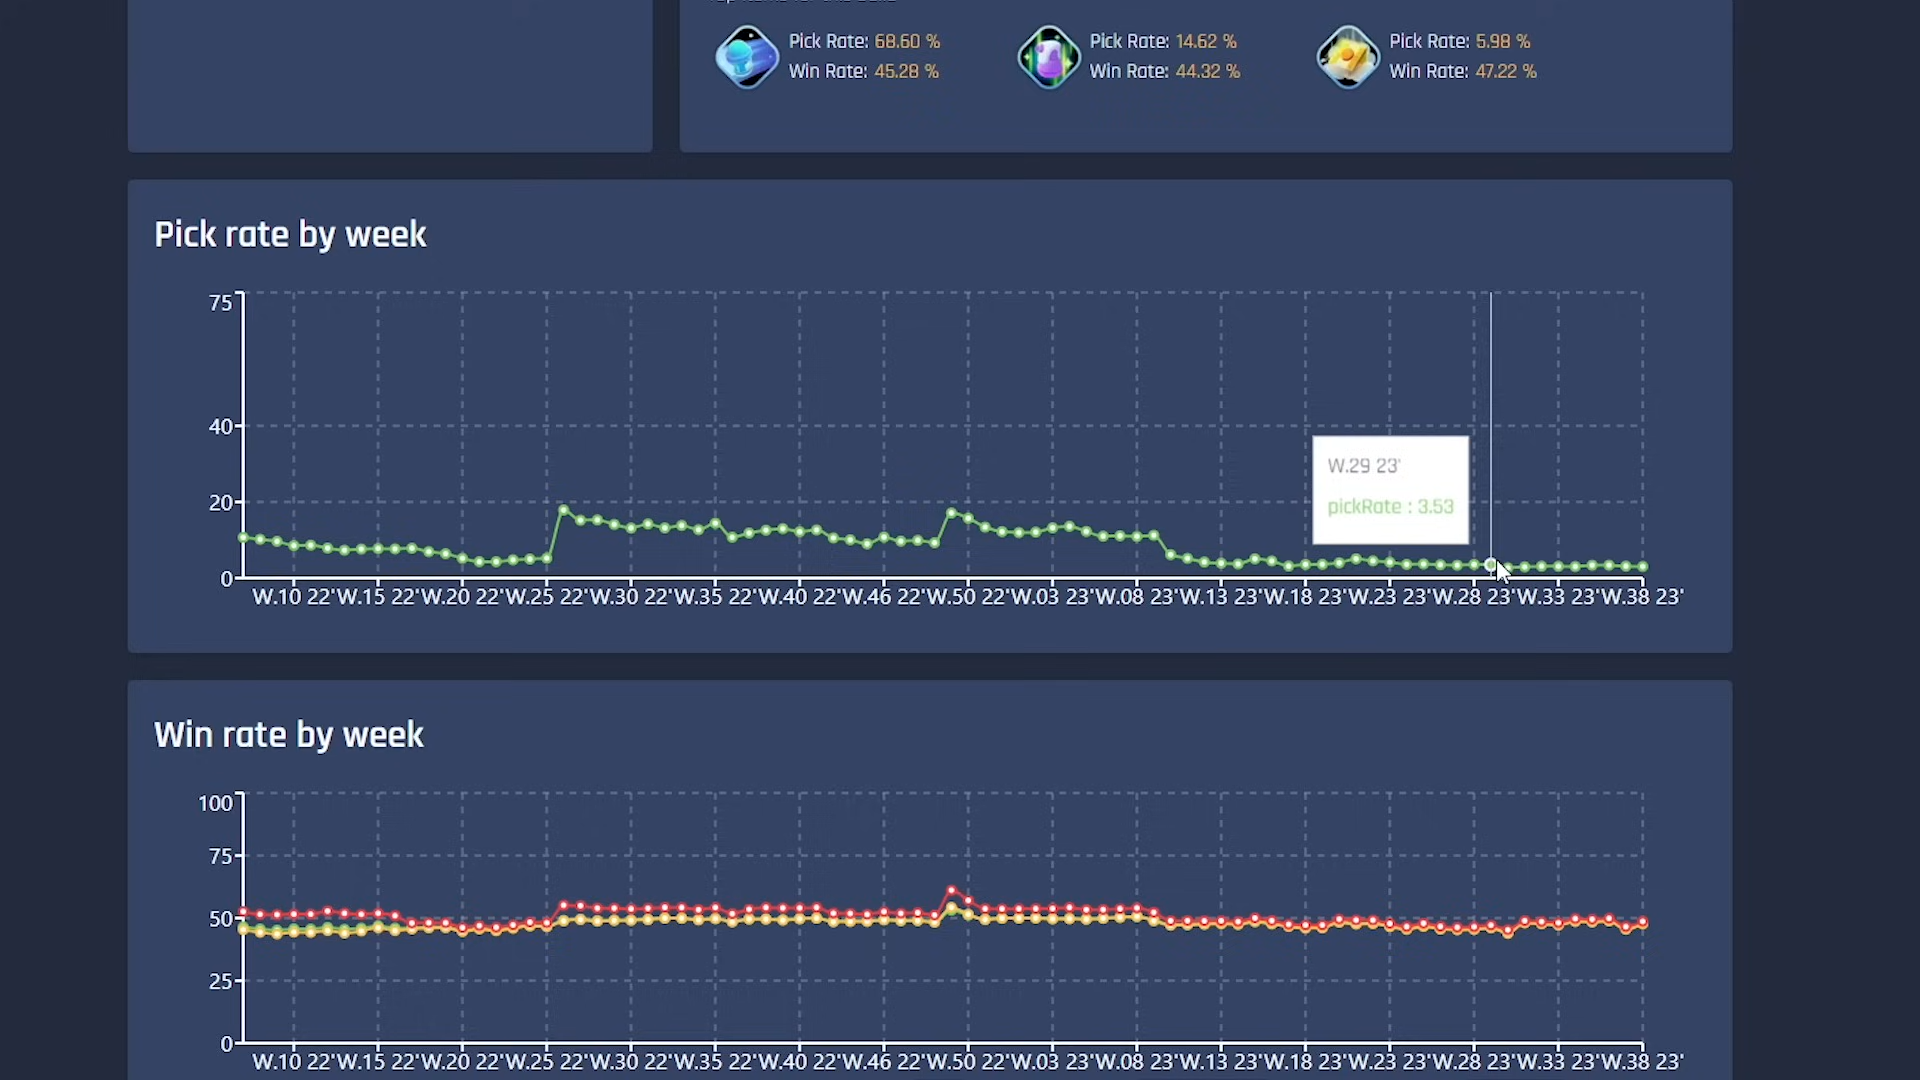 Pick Rate: 68.60 %
Win Rate: 45.28 %
Pick Rate: 14.62 %
Win Rate: 44.32 %
Pick Rate: 5.98 %
Win Rate: 47.22 %
Pick rate by week
75
40
20
0
W.29 23'
pickRate : 3.53
W.10 22'W.15 22'W.20 22'W.25 22'W.30 22'W.35 22'W.40 22'W.46 22'W.50 22'W.03 23'W.08 23'W.13 23'W.18 23'W.23 23'W.28 23'W.33 23'W.38 23'
Win rate by week
100
75
50
25
0
W.10 22'W.15 22'W.20 22'W.25 22'W.30 22'W.35 22'W.40 22'W.46 22'W.50 22'W.03 23'W.08 23'W.13 23'W.18 23'W.23 23'W.28 23'W.33 23'W.38 23'